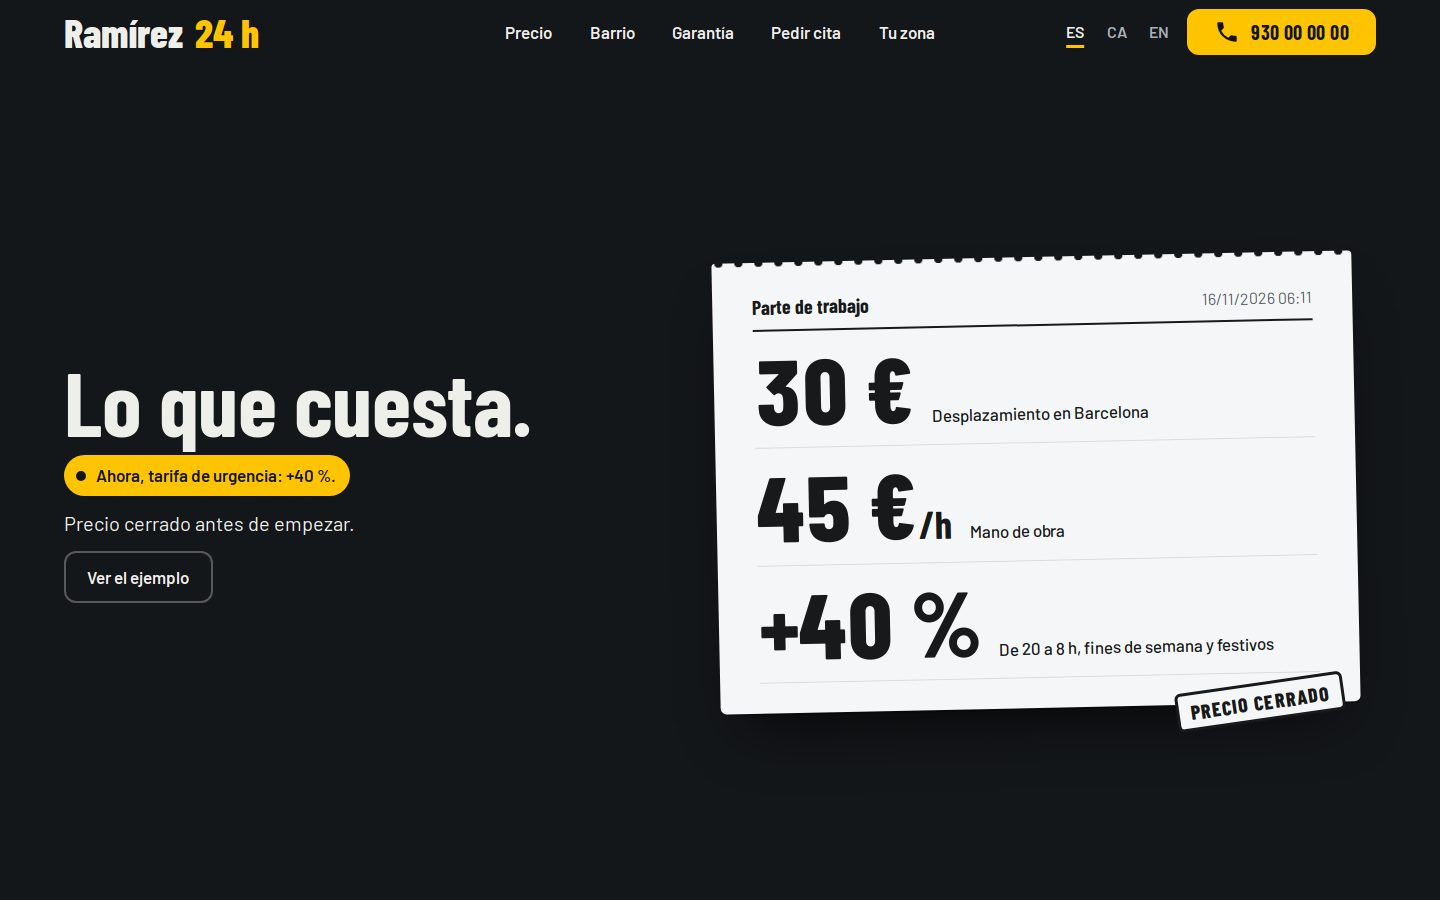 Ramírez 24 h
Precio
Barrio
Garantía
Pedir cita
Tu zona
ES
CA
EN
930 00 00 00
Lo que cuesta.
Ahora, tarifa de urgencia: +40 %.
Precio cerrado antes de empezar.
Ver el ejemplo
Parte de trabajo
16/11/2026 06:11
30 € Desplazamiento en Barcelona
45 €/h Mano de obra
+40 % De 20 a 8 h, fines de semana y festivos
PRECIO CERRADO